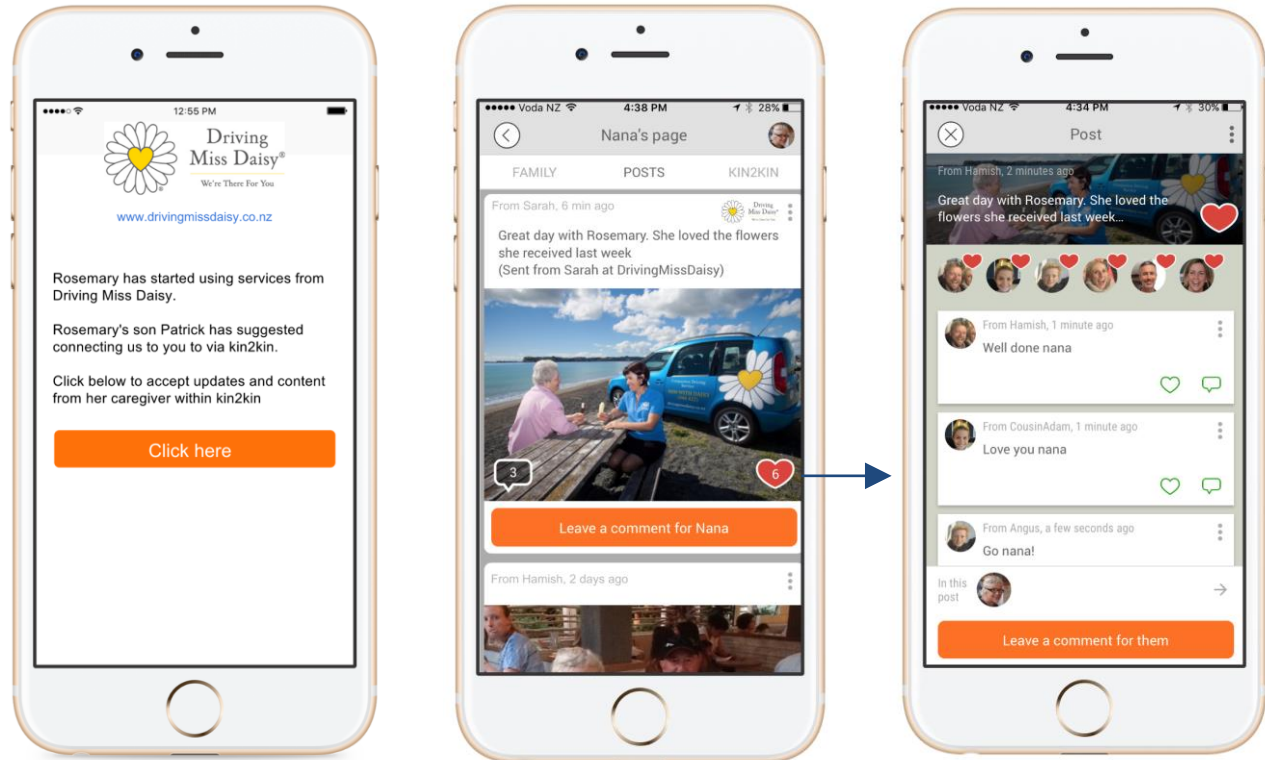 12:55 PM
Driving
Miss Daisy®
We're There For You
www.drivingmissdaisy.co.nz
Rosemary has started using services from
Driving Miss Daisy.
Rosemary's son Patrick has suggested
connecting us to you to via kin2kin.
Click below to accept updates and content
from her caregiver within kin2kin
Click here
Voda NZ 4:38 PM 28%
Nana's page
FAMILY POSTS KIN2KIN
From Sarah, 6 min ago
Driving
Miss Daisy®
Great day with Rosemary. She loved the flowers
she received last week
(Sent from Sarah at DrivingMissDaisy)
3
6
Leave a comment for Nana
From Hamish, 2 days ago
Voda NZ 4:34 PM 30%
Post
From Hamish, 2 minutes ago
Great day with Rosemary. She loved the
flowers she received last week...
From Hamish, 1 minute ago
Well done nana
From CousinAdam, 1 minute ago
Love you nana
From Angus, a few seconds ago
Go nana!
In this
post
Leave a comment for them